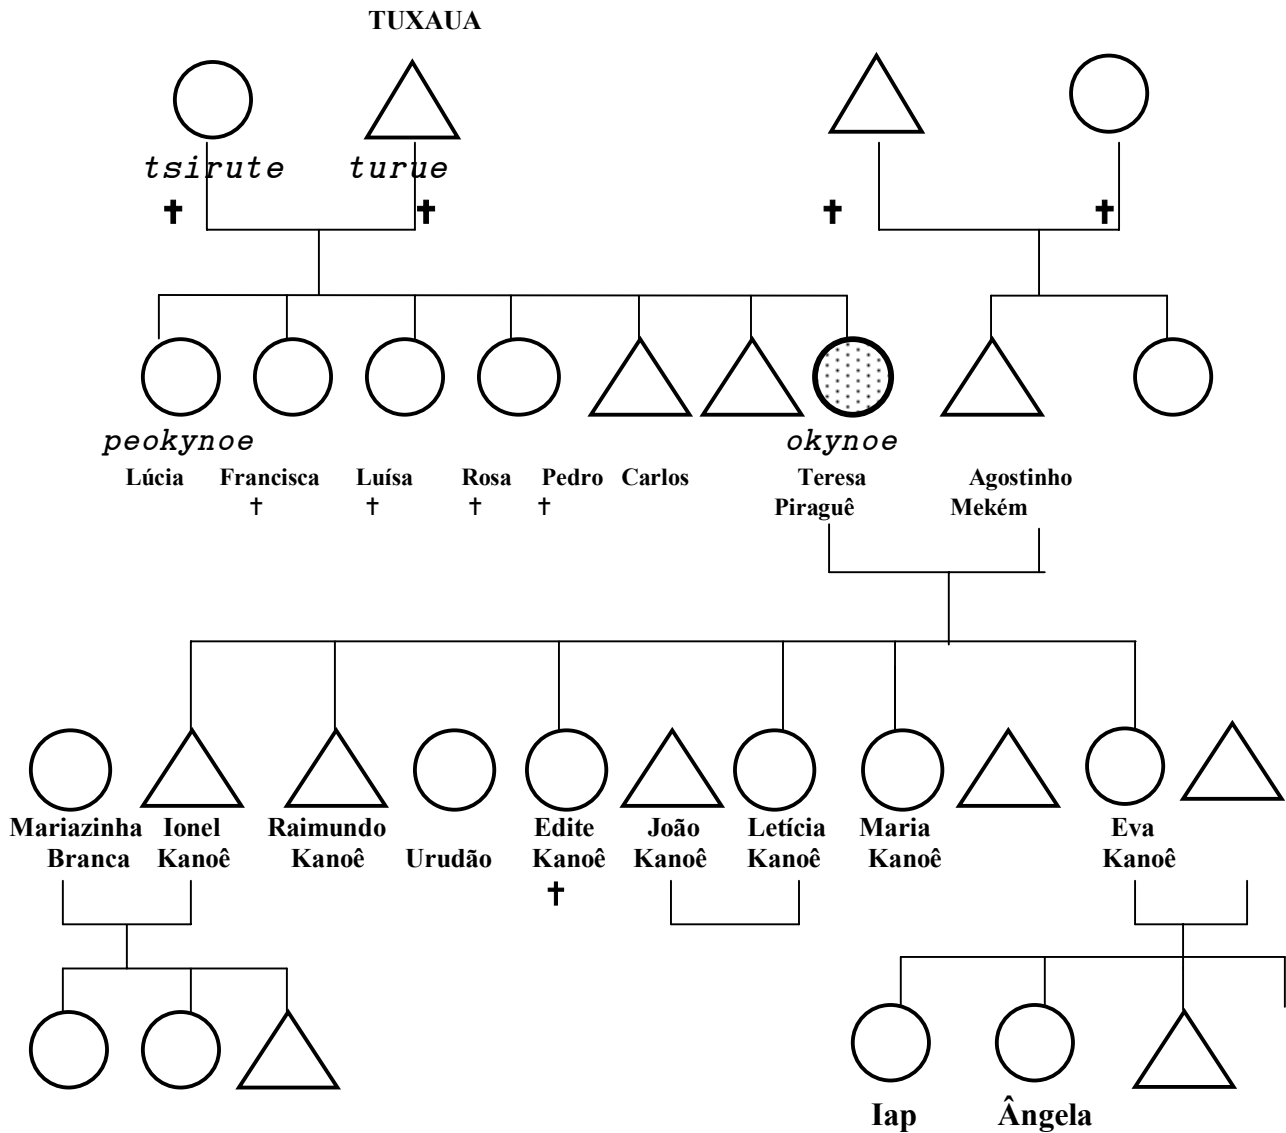 TUXAUA
tsirute turue
† † † †
peokynoe okynoe
Lúcia Francisca Luísa Rosa Pedro Carlos Teresa Agostinho
† † † † Piraguê Mekém
Mariazinha Ionel Raimundo Edite João Letícia Maria Eva
Branca Kanoê Kanoê Urudão Kanoê Kanoê Kanoê Kanoê Kanoê
†
Iap Ângela